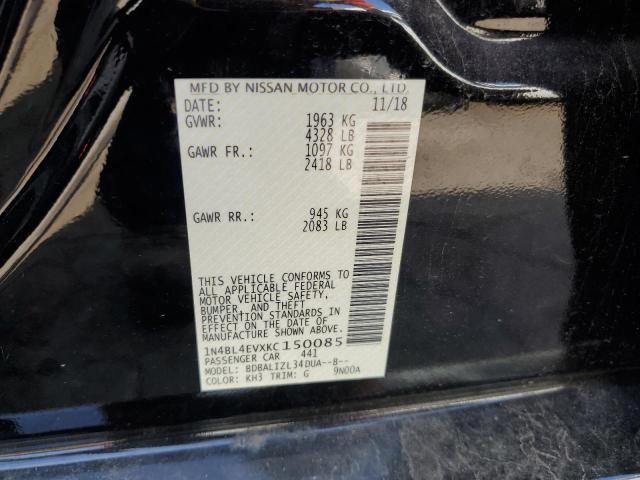 MFD BY NISSAN MOTOR CO., LTD.
DATE: 11/18
GVWR: 1963 KG
4328 LB
GAWR FR.: 1097 KG
2418 LB
GAWR RR.: 945 KG
2083 LB
THIS VEHICLE CONFORMS TO
ALL APPLICABLE FEDERAL
MOTOR VEHICLE SAFETY,
BUMPER, AND THEFT
PREVENTION STANDARDS IN
EFFECT ON THE DATE OF
MANUFACTURE SHOWN ABOVE.
1N4BL4EVXKC150085
PASSENGER CAR 441
MODEL: BDBALIZL34DUA--B--
COLOR: KH3 TRIM: G 9N00A